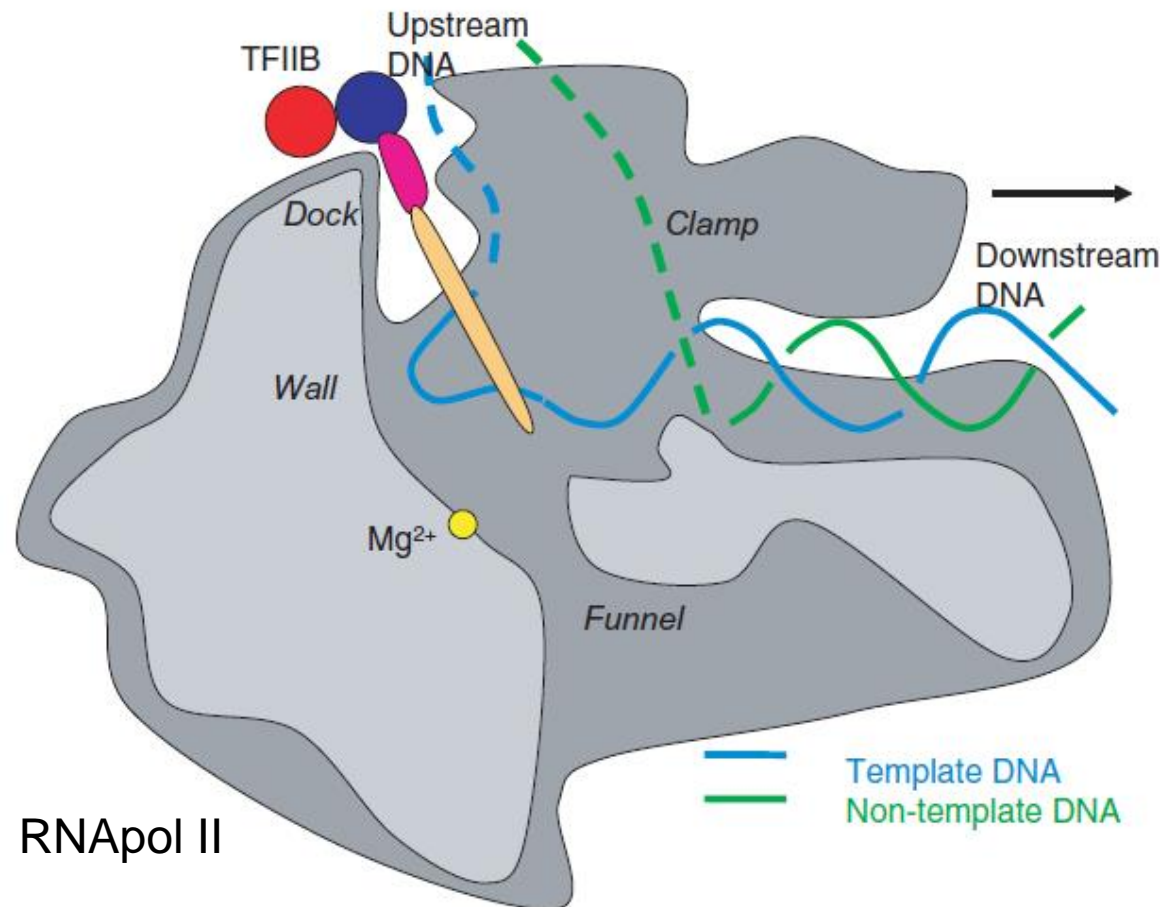 Upstream
DNA
TFIIB
Dock
Clamp
Downstream
DNA
Wall
Mg²⁺
Funnel
Template DNA
Non-template DNA
RNApol II